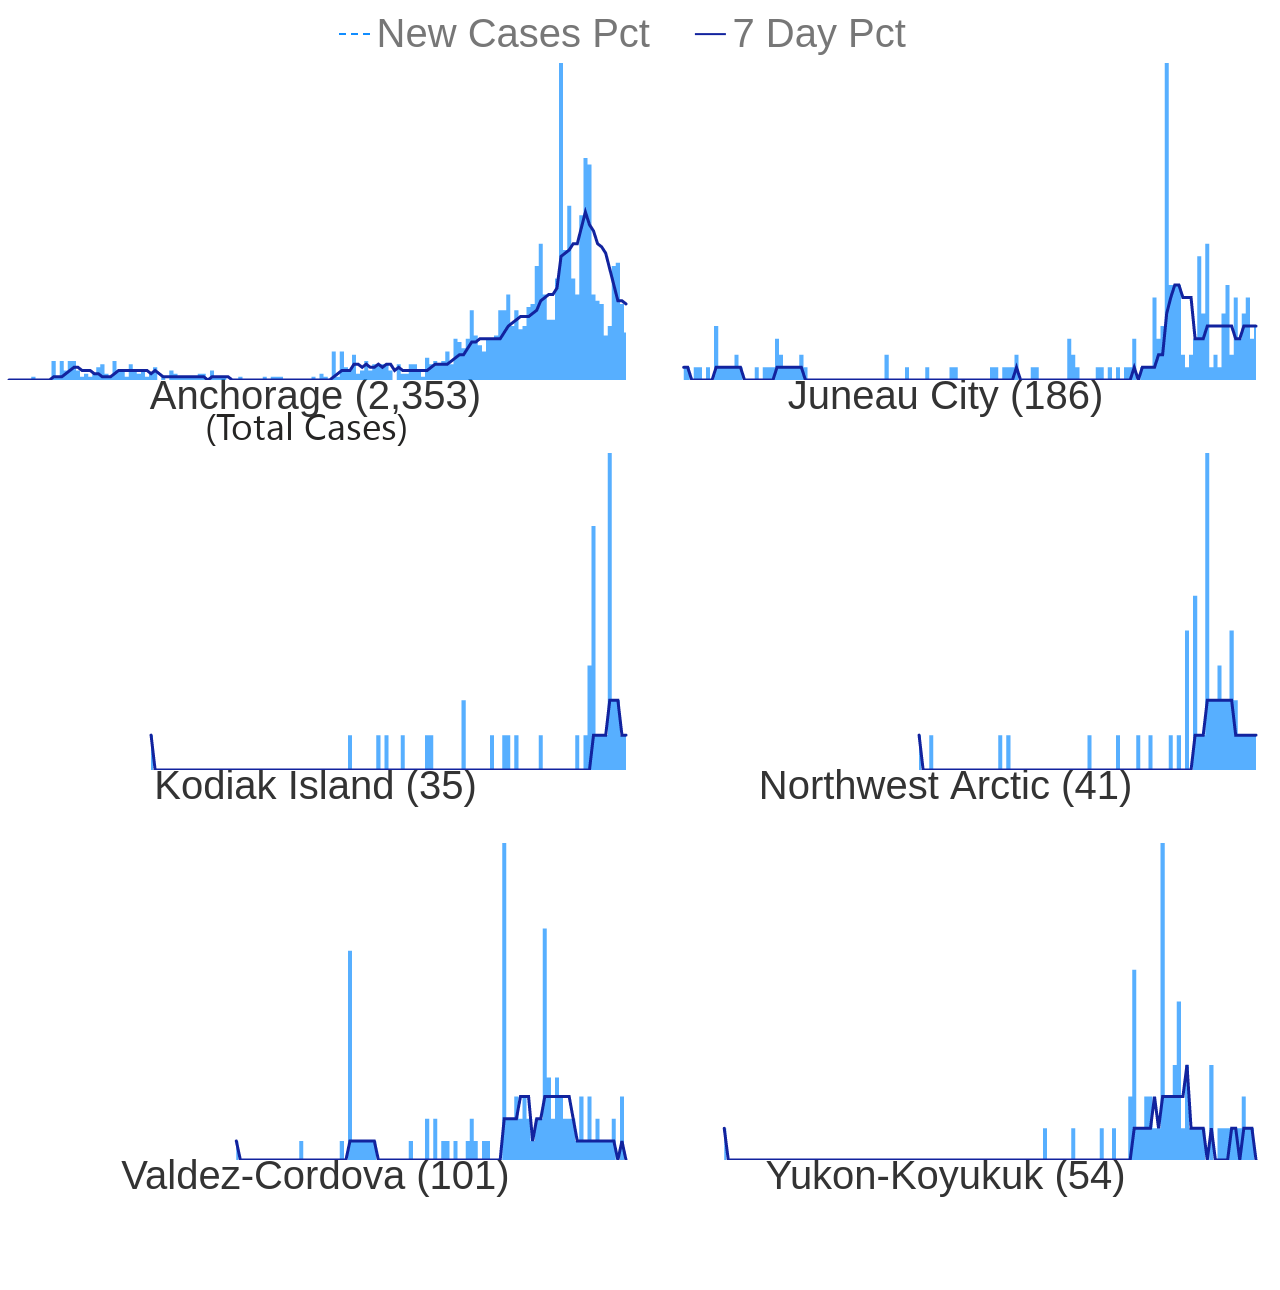 New Cases Pct 7 Day Pct
Anchorage (2,353) Juneau City (186)
(Total Cases)
Kodiak Island (35) Northwest Arctic (41)
Valdez-Cordova (101) Yukon-Koyukuk (54)